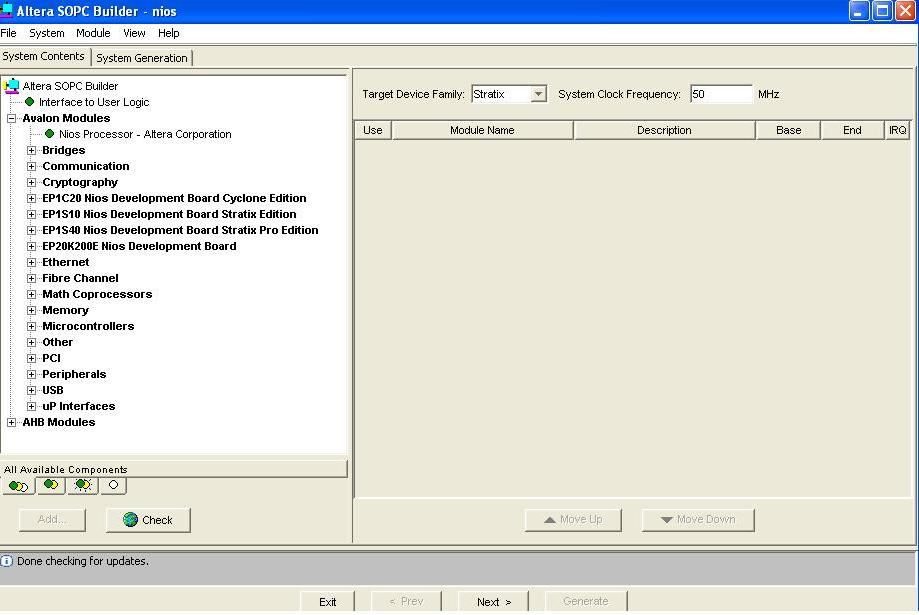 Altera SOPC Builder - nios
File System Module View Help
System Contents System Generation
Altera SOPC Builder
Interface to User Logic
Avalon Modules
Nios Processor - Altera Corporation
Bridges
Communication
Cryptography
EP1C20 Nios Development Board Cyclone Edition
EP1S10 Nios Development Board Stratix Edition
EP1S40 Nios Development Board Stratix Pro Edition
EP20K200E Nios Development Board
Ethernet
Fibre Channel
Math Coprocessors
Memory
Microcontrollers
Other
PCI
Peripherals
USB
uP Interfaces
AHB Modules
All Available Components
Add... Check
Target Device Family: Stratix System Clock Frequency: 50 MHz
Use Module Name Description Base End IRQ
Move Up Move Down
Done checking for updates.
Exit < Prev Next > Generate